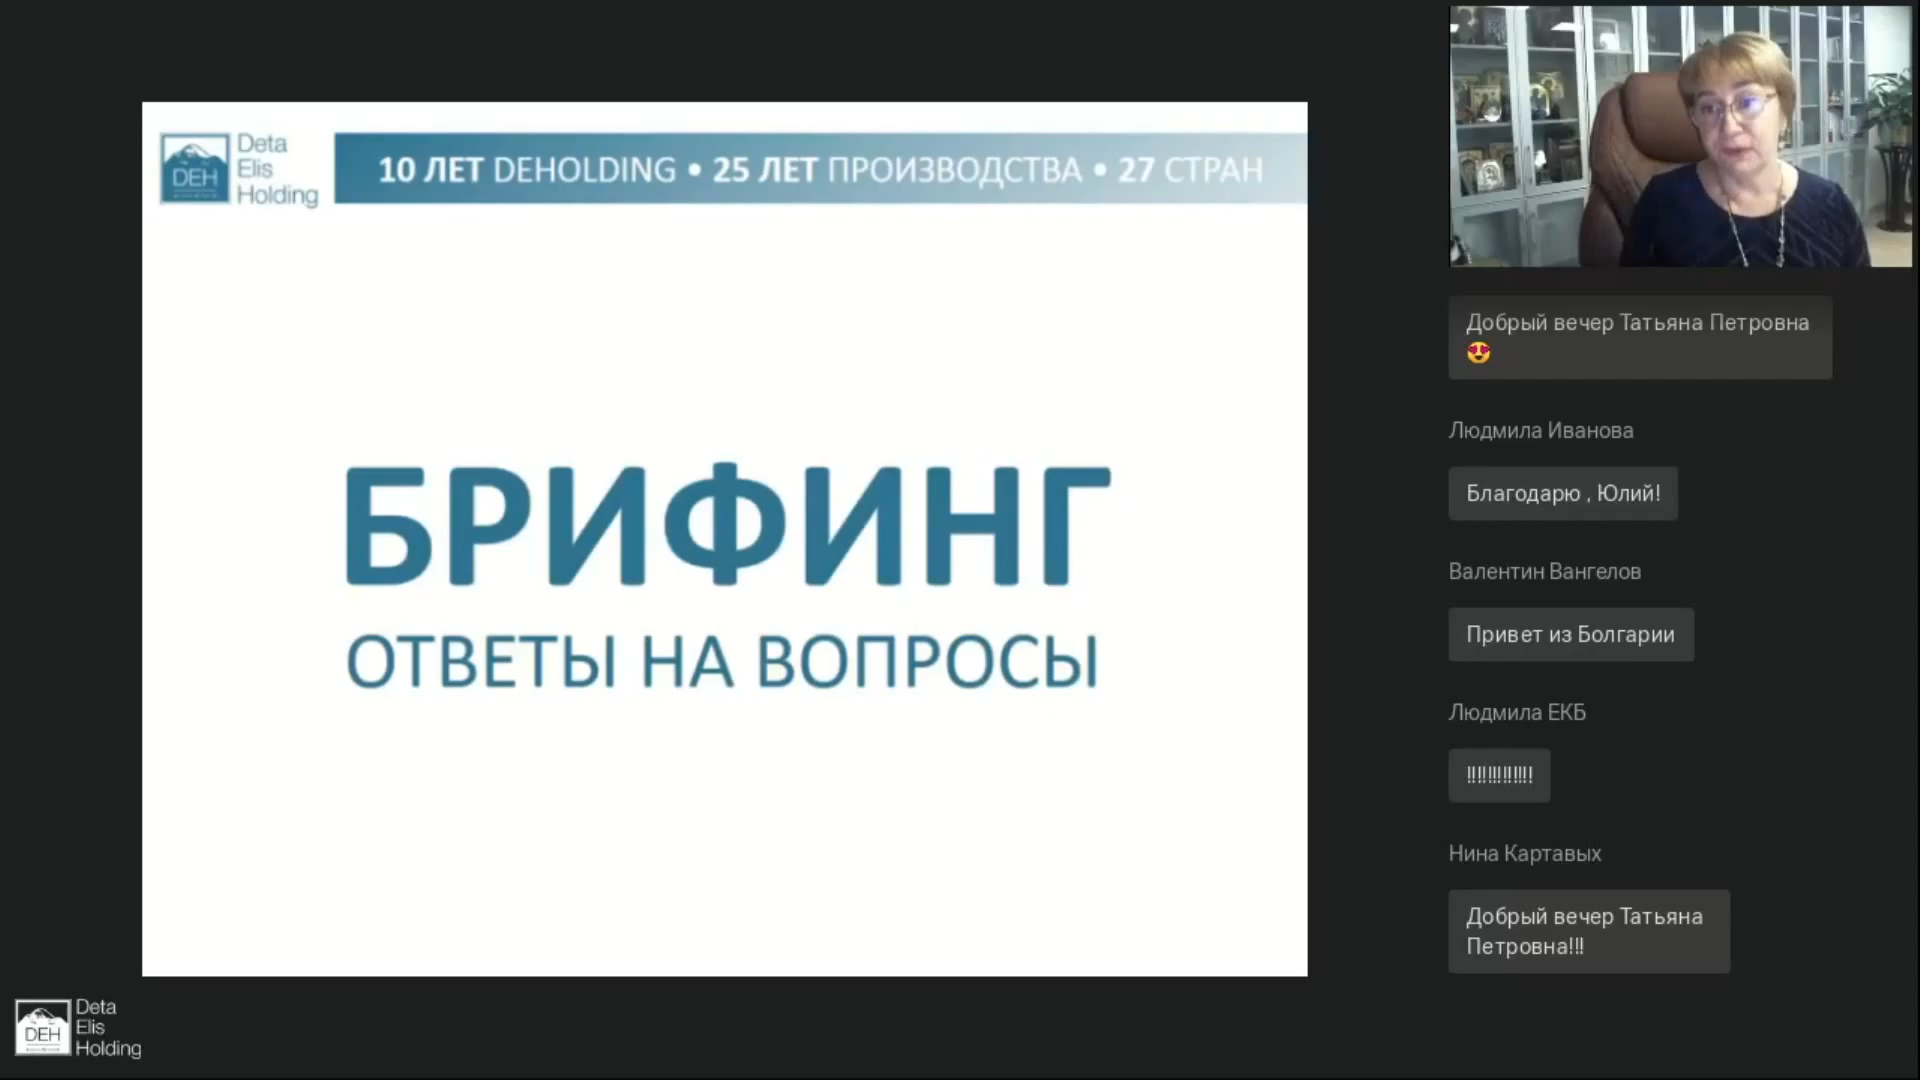 Deta
Elis
Holding
DEH
10 ЛЕТ DEHOLDING • 25 ЛЕТ ПРОИЗВОДСТВА • 27 СТРАН
БРИФИНГ
ОТВЕТЫ НА ВОПРОСЫ
Добрый вечер Татьяна Петровна
😍
Людмила Иванова
Благодарю , Юлий!
Валентин Вангелов
Привет из Болгарии
Людмила ЕКБ
!!!!!!!!!!!!!
Нина Картавых
Добрый вечер Татьяна
Петровна!!!
DEH
Deta
Elis
Holding